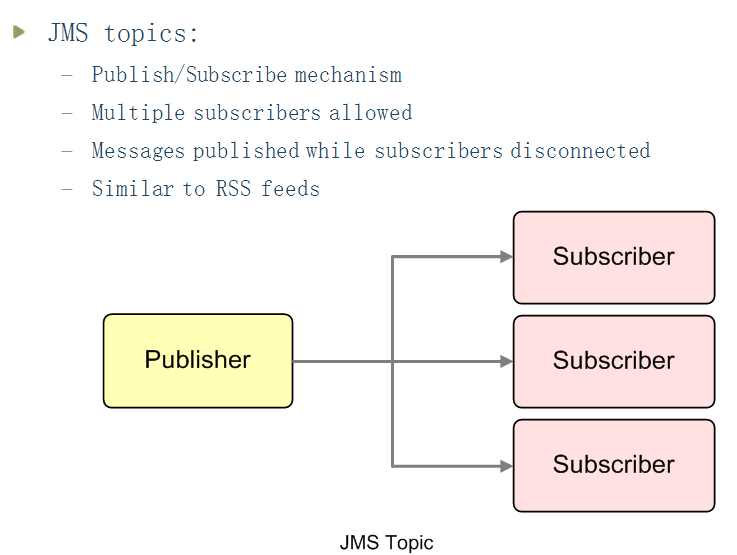 JMS topics:
– Publish/Subscribe mechanism
– Multiple subscribers allowed
– Messages published while subscribers disconnected
– Similar to RSS feeds
Subscriber
Publisher
Subscriber
Subscriber
JMS Topic